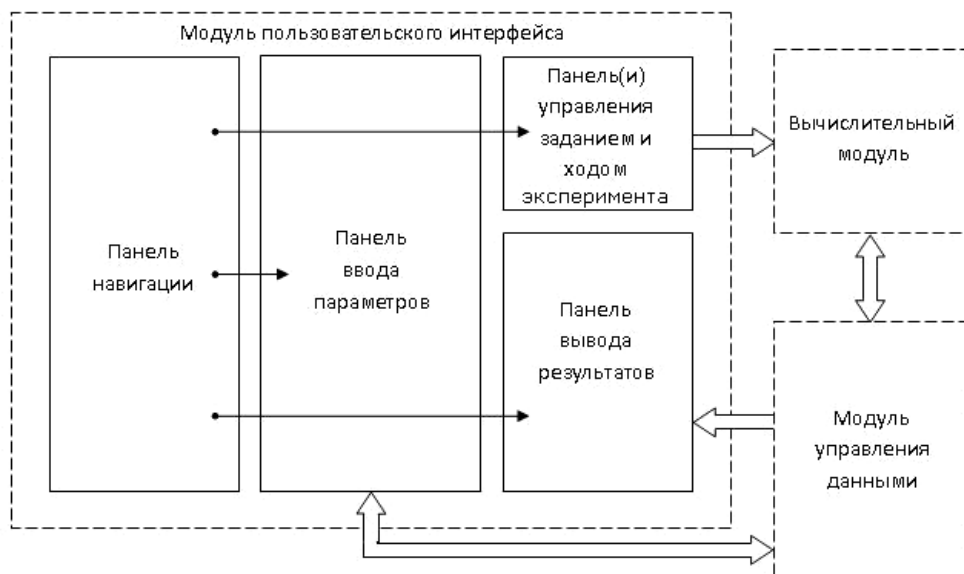 Модуль пользовательского интерфейса
Панель
навигации
Панель
ввода
параметров
Панель(и)
управления
заданием и
ходом
эксперимента
Панель
вывода
результатов
Вычислительный
модуль
Модуль
управления
данными